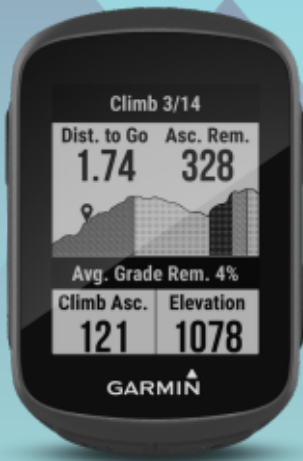 Climb 3/14
Dist. to Go Asc. Rem.
1.74 328
Avg. Grade Rem. 4%
Climb Asc. Elevation
121 1078
GARMIN